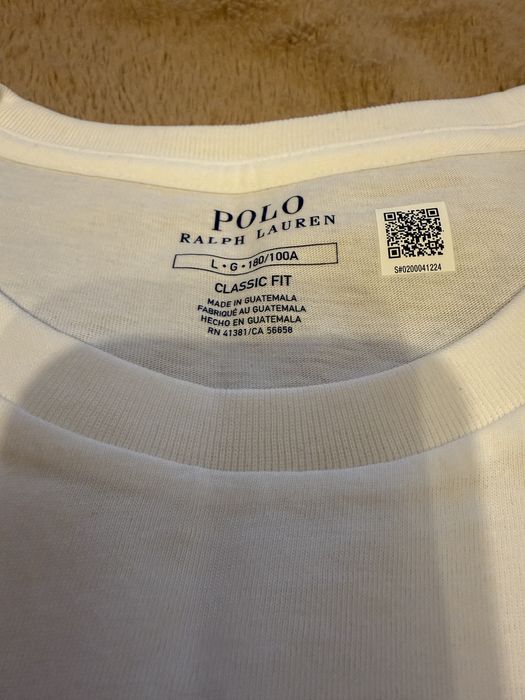 POLO
RALPH LAUREN
L • G • 180/100A
CLASSIC FIT
MADE IN GUATEMALA
FABRIQUÉ AU GUATEMALA
HECHO EN GUATEMALA
RN 41381/CA 56658
S#0200041224